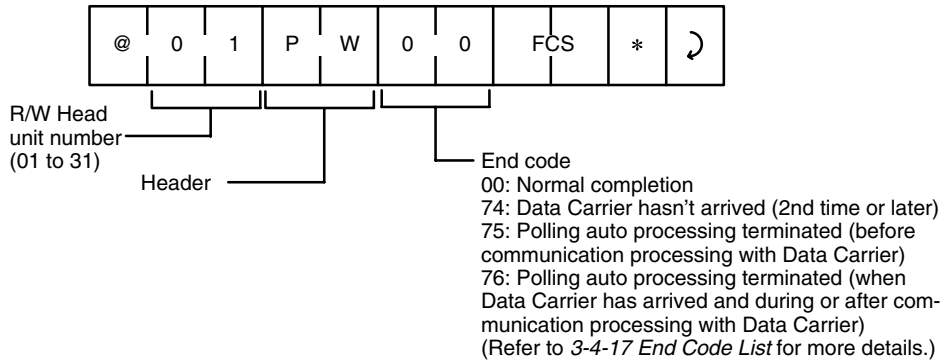 @ 0 1 P W 0 0 FCS * ⤸
R/W Head
unit number
(01 to 31)
Header
End code
00: Normal completion
74: Data Carrier hasn't arrived (2nd time or later)
75: Polling auto processing terminated (before
communication processing with Data Carrier)
76: Polling auto processing terminated (when
Data Carrier has arrived and during or after com-
munication processing with Data Carrier)
(Refer to 3-4-17 End Code List for more details.)